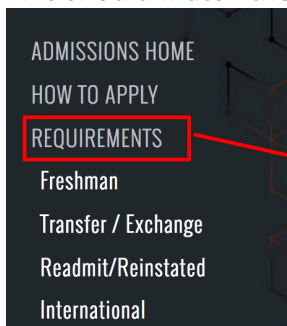 ADMISSIONS HOME
HOW TO APPLY
REQUIREMENTS
Freshman
Transfer / Exchange
Readmit/Reinstated
International